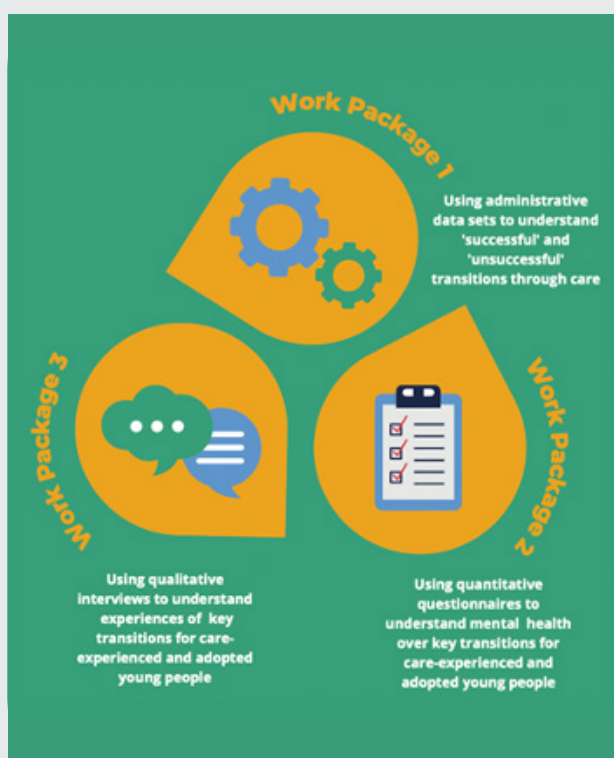 Work Package 1
Using administrative
data sets to understand
'successful' and
'unsuccessful'
transitions through care
Work Package 2
Using quantitative
questionnaires to
understand mental health
over key transitions for
care-experienced and
adopted young people
Work Package 3
Using qualitative
interviews to understand
experiences of key
transitions for care-
experienced and adopted
young people